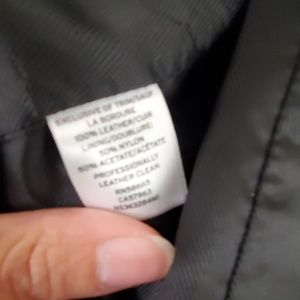 EXCLUSIVE OF TRIM/SAUF
LA BORDURE
100% LEATHER/CUIR
LINING/DOUBLURE:
50% NYLON
50% ACETATE/ACÉTATE
PROFESSIONALLY
LEATHER CLEAN
CA57963